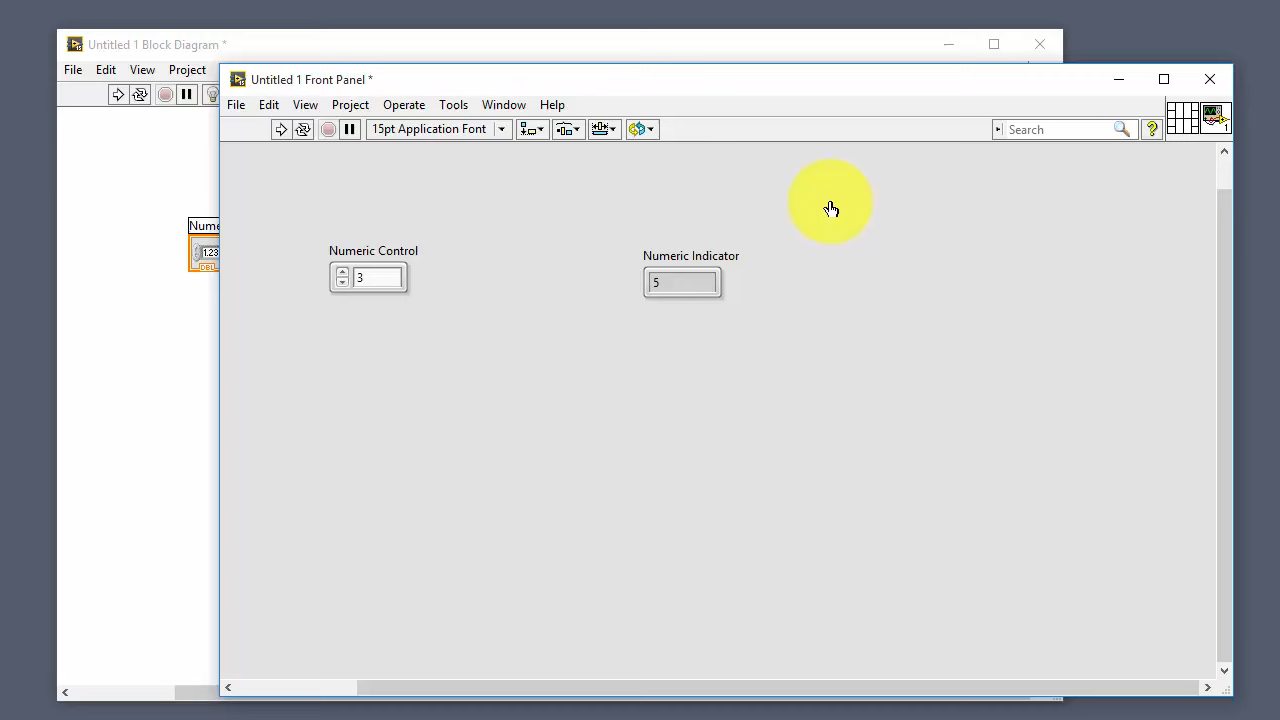 Untitled 1 Block Diagram *
File Edit View Project
Untitled 1 Front Panel *
File Edit View Project Operate Tools Window Help
15pt Application Font
Search
?
1
Nume
1.23
DBL
Numeric Control
3
Numeric Indicator
5